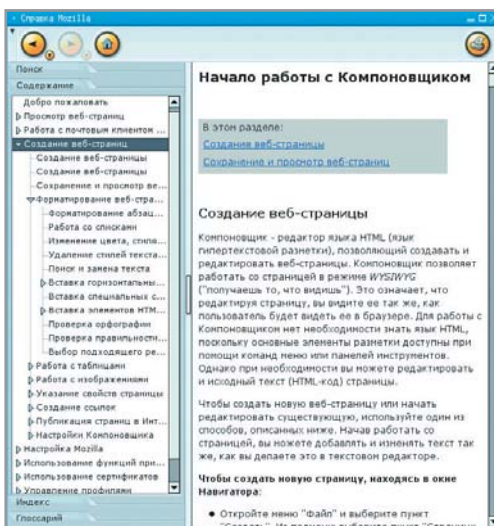 Справка Mozilla
Поиск
Содержание
Добро пожаловать
Просмотр веб-страниц
Работа с почтовым клиентом ...
Создание веб-страниц
Создание веб-страницы
Создание веб-страницы
Сохранение и просмотр ве...
Форматирование веб-стра...
Форматирование абзац...
Работа со списками
Изменение цвета, стиле...
Удаление стилей текста...
Поиск и замена текста
Вставка горизонтальны...
Вставка специальных с...
Вставка элементов HTM...
Проверка орфографии
Проверка правильности...
Выбор подходящего ре...
Работа с таблицами
Работа с изображениями
Указание свойств страницы
Создание ссылок
Публикация страниц в Инт...
Настройки Компоновщика
Настройка Mozilla
Использование функций при...
Использование сертификатов
Управление профилями
Индекс
Глоссарий
Начало работы с Компоновщиком
В этом разделе:
Создание веб-страницы
Сохранение и просмотр веб-страниц
Создание веб-страницы
Компоновщик - редактор языка HTML (язык
гипертекстовой разметки), позволяющий создавать и
редактировать веб-страницы. Компоновщик позволяет
работать со страницей в режиме WYSIWYG
("получаешь то, что видишь"). Это означает, что
редактируя страницу, вы видите ее так же, как
пользователь будет видеть ее в браузере. Для работы с
Компоновщиком нет необходимости знать язык HTML,
поскольку основные элементы разметки доступны при
помощи команд меню или панелей инструментов.
Однако при необходимости вы можете редактировать
и исходный текст (HTML-код) страницы.
Чтобы создать новую веб-страницу или начать
редактировать существующую, используйте один из
способов, описанных ниже. Начав работать со
страницей, вы можете добавлять и изменять текст так
же, как вы делаете это в текстовом редакторе.
Чтобы создать новую страницу, находясь в окне
Навигатора:
● Откройте меню "Файл" и выберите пункт